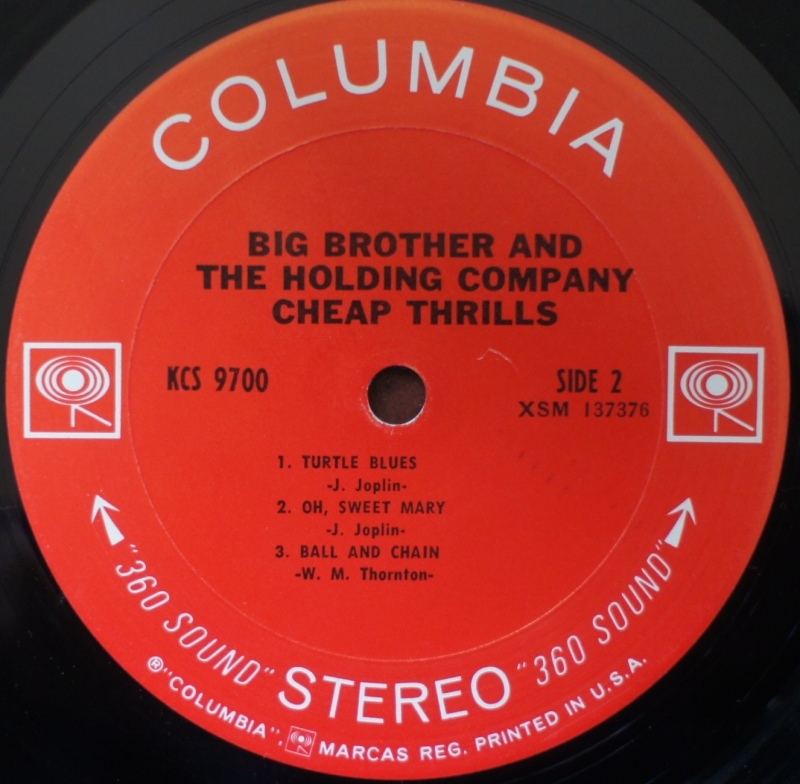 COLUMBIA
BIG BROTHER AND
THE HOLDING COMPANY
CHEAP THRILLS
KCS 9700
SIDE 2
XSM 137376
1. TURTLE BLUES
-J. Joplin-
2. OH, SWEET MARY
-J. Joplin-
3. BALL AND CHAIN
-W. M. Thornton-
"360 SOUND" STEREO "360 SOUND"
®"COLUMBIA", MARCAS REG. PRINTED IN U.S.A.